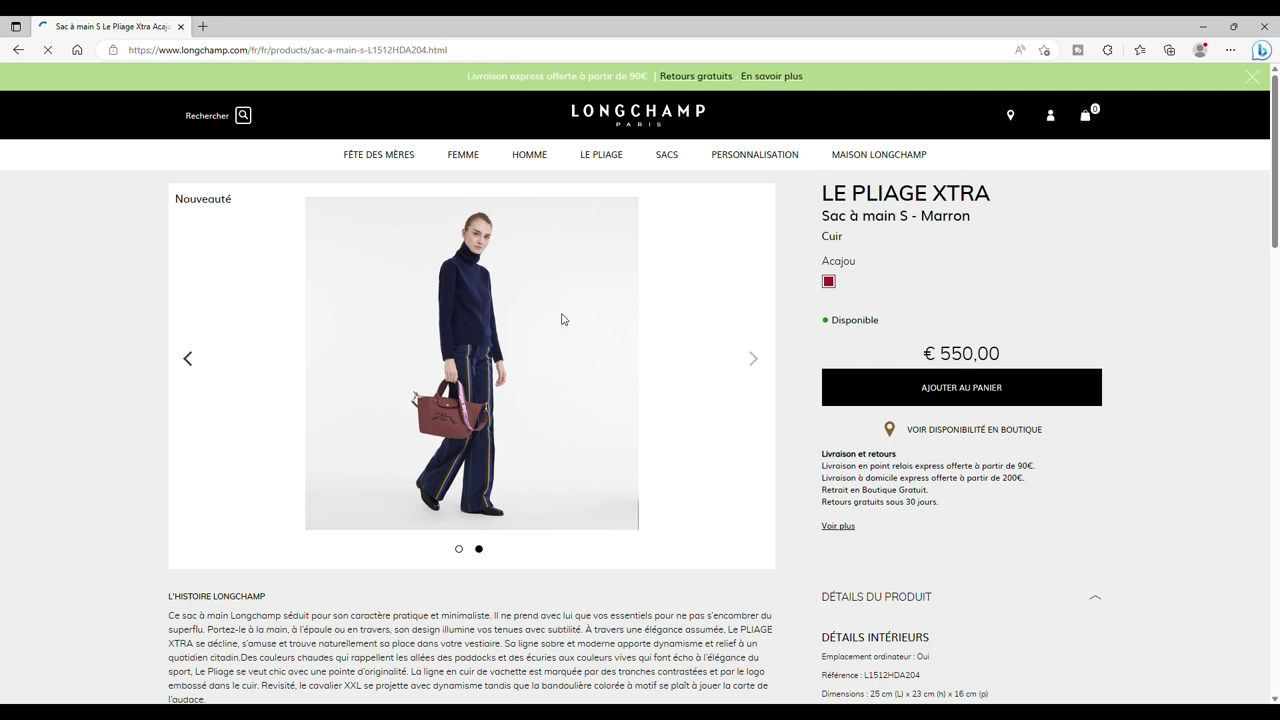 Sac à main S Le Pliage Xtra Acaj
https://www.longchamp.com/fr/fr/products/sac-a-main-s-L1512HDA204.html
Livraison express offerte à partir de 90€ | Retours gratuits En savoir plus
Rechercher
LONGCHAMP
PARIS
0
FÊTE DES MÈRES FEMME HOMME LE PLIAGE SACS PERSONNALISATION MAISON LONGCHAMP
Nouveauté
LE PLIAGE XTRA
Sac à main S - Marron
Cuir
Acajou
Disponible
€ 550,00
AJOUTER AU PANIER
VOIR DISPONIBILITÉ EN BOUTIQUE
Livraison et retours
Livraison en point relais express offerte à partir de 90€.
Livraison à domicile express offerte à partir de 200€.
Retrait en Boutique Gratuit.
Retours gratuits sous 30 jours.
Voir plus
L'HISTOIRE LONGCHAMP
Ce sac à main Longchamp séduit pour son caractère pratique et minimaliste. Il ne prend avec lui que vos essentiels pour ne pas s'encombrer du
superflu. Portez-le à la main, à l'épaule ou en travers, son design illumine vos tenues avec subtilité. À travers une élégance assumée, Le PLIAGE
XTRA se décline, s'amuse et trouve naturellement sa place dans votre vestiaire. Sa ligne sobre et moderne apporte dynamisme et relief à un
quotidien citadin.Des couleurs chaudes qui rappellent les allées des paddocks et des écuries aux couleurs vives qui font écho à l'élégance du
sport, Le Pliage se veut chic avec une pointe d'originalité. La ligne en cuir de vachette est marquée par des tranches contrastées et par le logo
embossé dans le cuir. Revisité, le cavalier XXL se projette avec dynamisme tandis que la bandoulière colorée à motif se plaît à jouer la carte de
l'audace.
DÉTAILS DU PRODUIT
DÉTAILS INTÉRIEURS
Emplacement ordinateur : Oui
Référence : L1512HDA204
Dimensions : 25 cm (L) x 23 cm (h) x 16 cm (p)